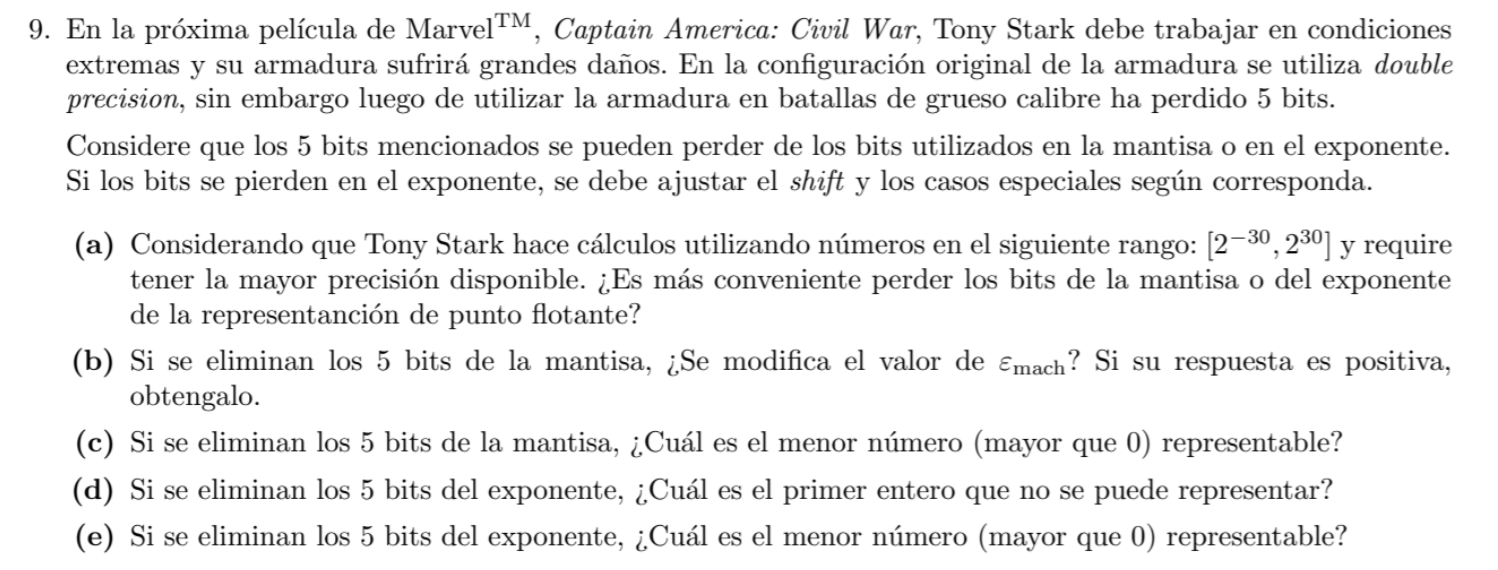 9. En la próxima película de Marvel™, Captain America: Civil War, Tony Stark debe trabajar en condiciones
extremas y su armadura sufrirá grandes daños. En la configuración original de la armadura se utiliza double
precision, sin embargo luego de utilizar la armadura en batallas de grueso calibre ha perdido 5 bits.
Considere que los 5 bits mencionados se pueden perder de los bits utilizados en la mantisa o en el exponente.
Si los bits se pierden en el exponente, se debe ajustar el shift y los casos especiales según corresponda.
(a) Considerando que Tony Stark hace cálculos utilizando números en el siguiente rango: [2⁻³⁰, 2³⁰] y require
tener la mayor precisión disponible. ¿Es más conveniente perder los bits de la mantisa o del exponente
de la representanción de punto flotante?
(b) Si se eliminan los 5 bits de la mantisa, ¿Se modifica el valor de εmach? Si su respuesta es positiva,
obtengalo.
(c) Si se eliminan los 5 bits de la mantisa, ¿Cuál es el menor número (mayor que 0) representable?
(d) Si se eliminan los 5 bits del exponente, ¿Cuál es el primer entero que no se puede representar?
(e) Si se eliminan los 5 bits del exponente, ¿Cuál es el menor número (mayor que 0) representable?